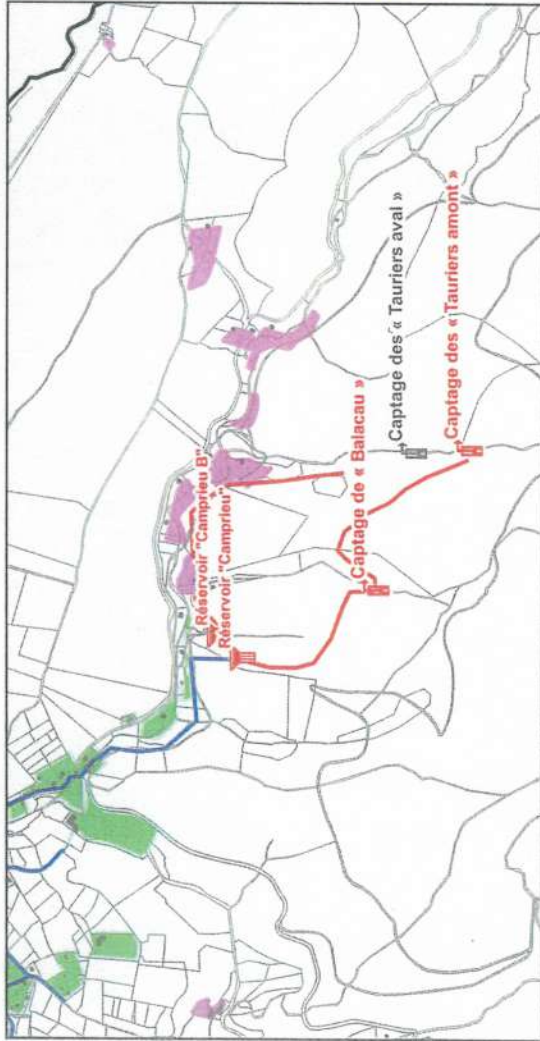 Réservoir "Camprieu B"
Réservoir "Camprieu"
Captage de « Balacau »
Captage des « Tauriers aval »
Captage des « Tauriers amont »